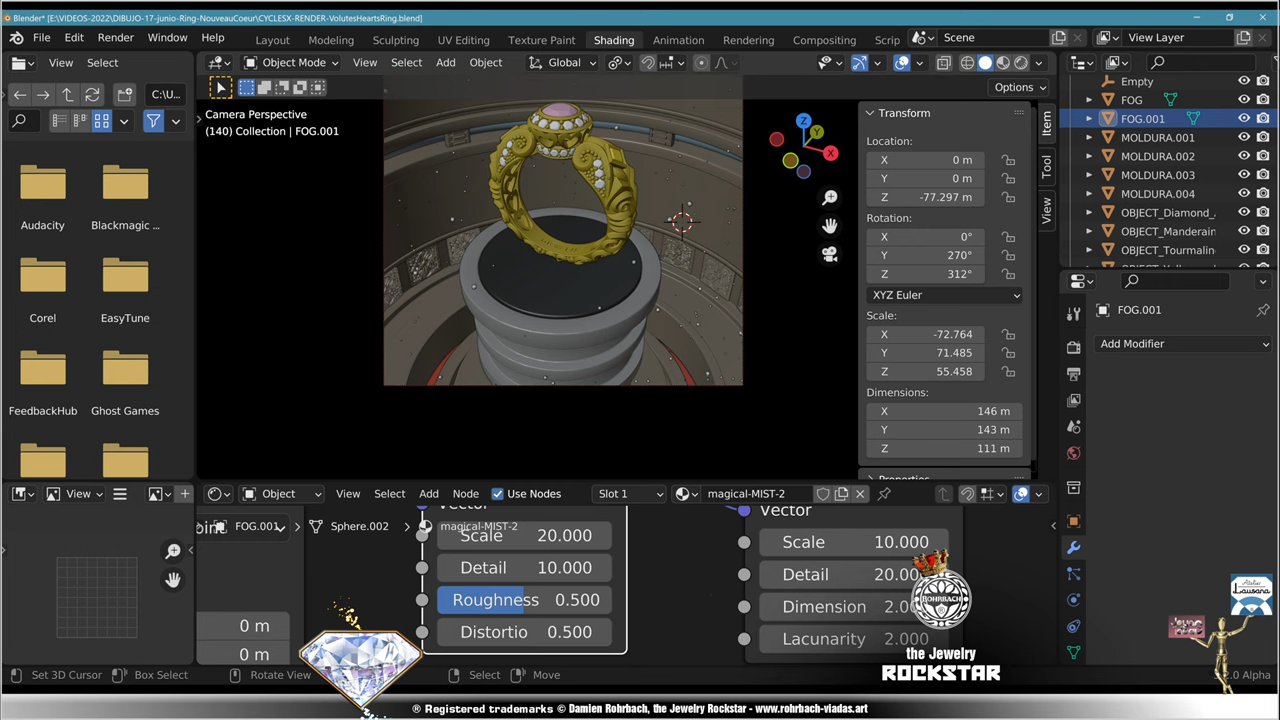 Blender* [E:\VIDEOS-2022\DIBUJO-17-junio-Ring-NouveauCoeur\CYCLESX-RENDER-VolutesHeartsRing.blend]
File Edit Render Window Help
Layout Modeling Sculpting UV Editing Texture Paint Shading Animation Rendering Compositing Scrip
Scene
View Layer
View Select
Object Mode View Select Add Object Global
C:\U...
Options
Audacity
Blackmagic ...
Corel
EasyTune
FeedbackHub
Ghost Games
Camera Perspective
(140) Collection | FOG.001
Z
Y
X
Transform
Location:
X 0 m
Y 0 m
Z -77.297 m
Rotation:
X 0°
Y 270°
Z 312°
XYZ Euler
Scale:
X -72.764
Y 71.485
Z 55.458
Dimensions:
X 146 m
Y 143 m
Z 111 m
Item
Tool
View
Empty
FOG
FOG.001
MOLDURA.001
MOLDURA.002
MOLDURA.003
MOLDURA.004
OBJECT_Diamond_
OBJECT_Manderain
OBJECT_Tourmalin
FOG.001
Add Modifier
View
Object View Select Add Node Use Nodes Slot 1 magical-MIST-2
FOG.001 Sphere.002 magical-MIST-2
0 m
0 m
Scale 20.000
Detail 10.000
Roughness 0.500
Distortio 0.500
Vector
Scale 10.000
Detail 20.00
Dimension 2.0
Lacunarity 2.000
ROHRBACH
the Jewelry
ROCKSTAR
Atelier
Lausana
Set 3D Cursor Box Select Rotate View Select Move
.0 Alpha
® Registered trademarks © Damien Rohrbach, the Jewelry Rockstar - www.rohrbach-viadas.art